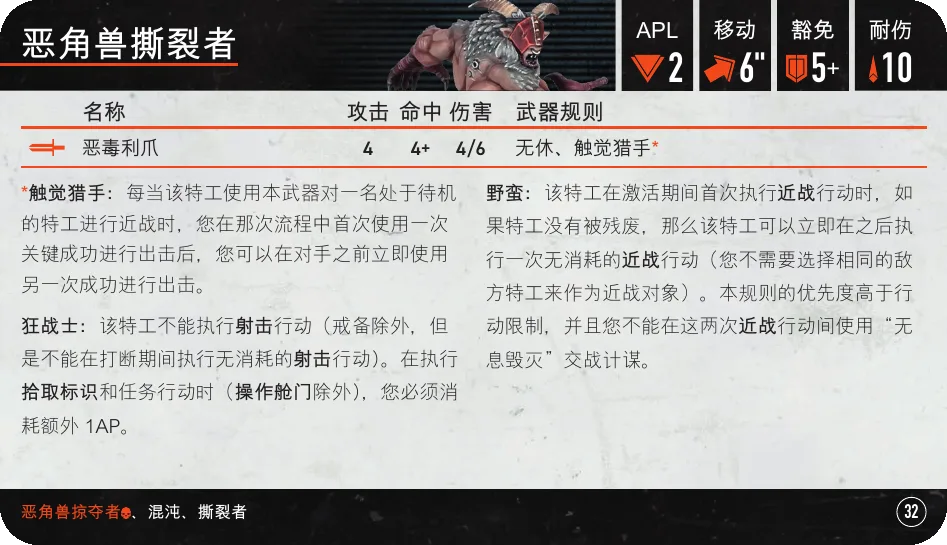 恶角兽撕裂者
APL 移动 豁免 耐伤
2 6" 5+ 10
名称 攻击 命中 伤害 武器规则
恶毒利爪 4 4+ 4/6 无休、触觉猎手*
*触觉猎手：每当该特工使用本武器对一名处于待机
的特工进行近战时，您在那次流程中首次使用一次
关键成功进行出击后，您可以在对手之前立即使用
另一次成功进行出击。
狂战士：该特工不能执行射击行动（戒备除外，但
是不能在打断期间执行无消耗的射击行动）。在执行
拾取标识和任务行动时（操作舱门除外），您必须消
耗额外 1AP。
野蛮：该特工在激活期间首次执行近战行动时，如
果特工没有被残废，那么该特工可以立即在之后执
行一次无消耗的近战行动（您不需要选择相同的敌
方特工来作为近战对象）。本规则的优先度高于行
动限制，并且您不能在这两次近战行动间使用“无
息毁灭”交战计谋。
恶角兽掠夺者、混沌、撕裂者
32